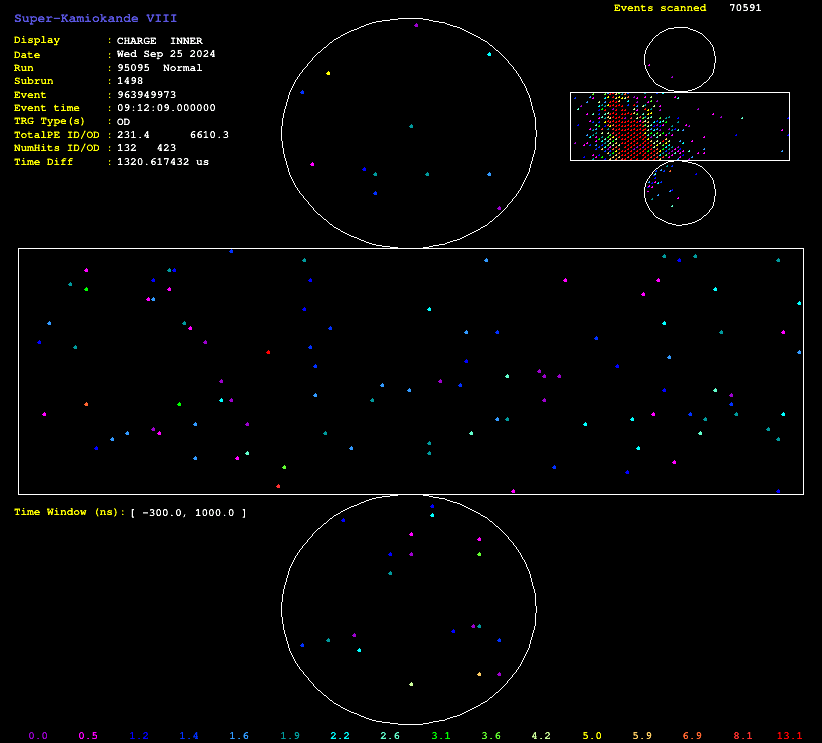 Super-Kamiokande VIII
Events scanned 70591
Display : CHARGE INNER
Date : Wed Sep 25 2024
Run : 95095 Normal
Subrun : 1498
Event : 963949973
Event time : 09:12:09.000000
TRG Type(s) : OD
TotalPE ID/OD : 231.4 6610.3
NumHits ID/OD : 132 423
Time Diff : 1320.617432 us
Time Window (ns): [ -300.0, 1000.0 ]
0.0 0.5 1.2 1.4 1.6 1.9 2.2 2.6 3.1 3.6 4.2 5.0 5.9 6.9 8.1 13.1